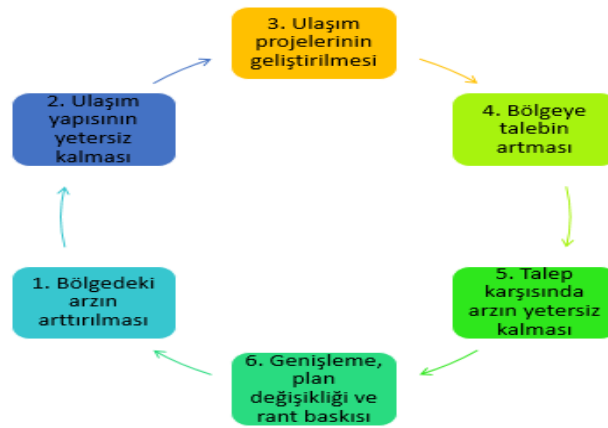 3. Ulaşım
projelerinin
geliştirilmesi
2. Ulaşım
yapısının
yetersiz
kalması
4. Bölgeye
talebin
artması
1. Bölgedeki
arzın
arttırılması
5. Talep
karşısında
arzın yetersiz
kalması
6. Genişleme,
plan
değişikliği ve
rant baskısı